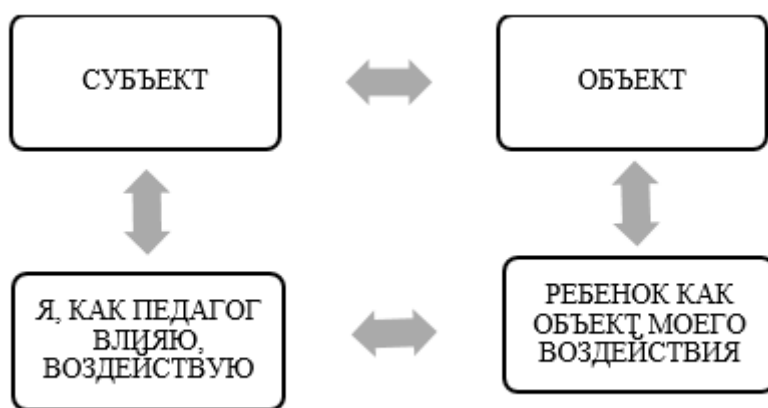 СУБЪЕКТ
ОБЪЕКТ
Я, КАК ПЕДАГОГ
ВЛИЯЮ,
ВОЗДЕЙСТВУЮ
РЕБЕНОК КАК
ОБЪЕКТ МОЕГО
ВОЗДЕЙСТВИЯ